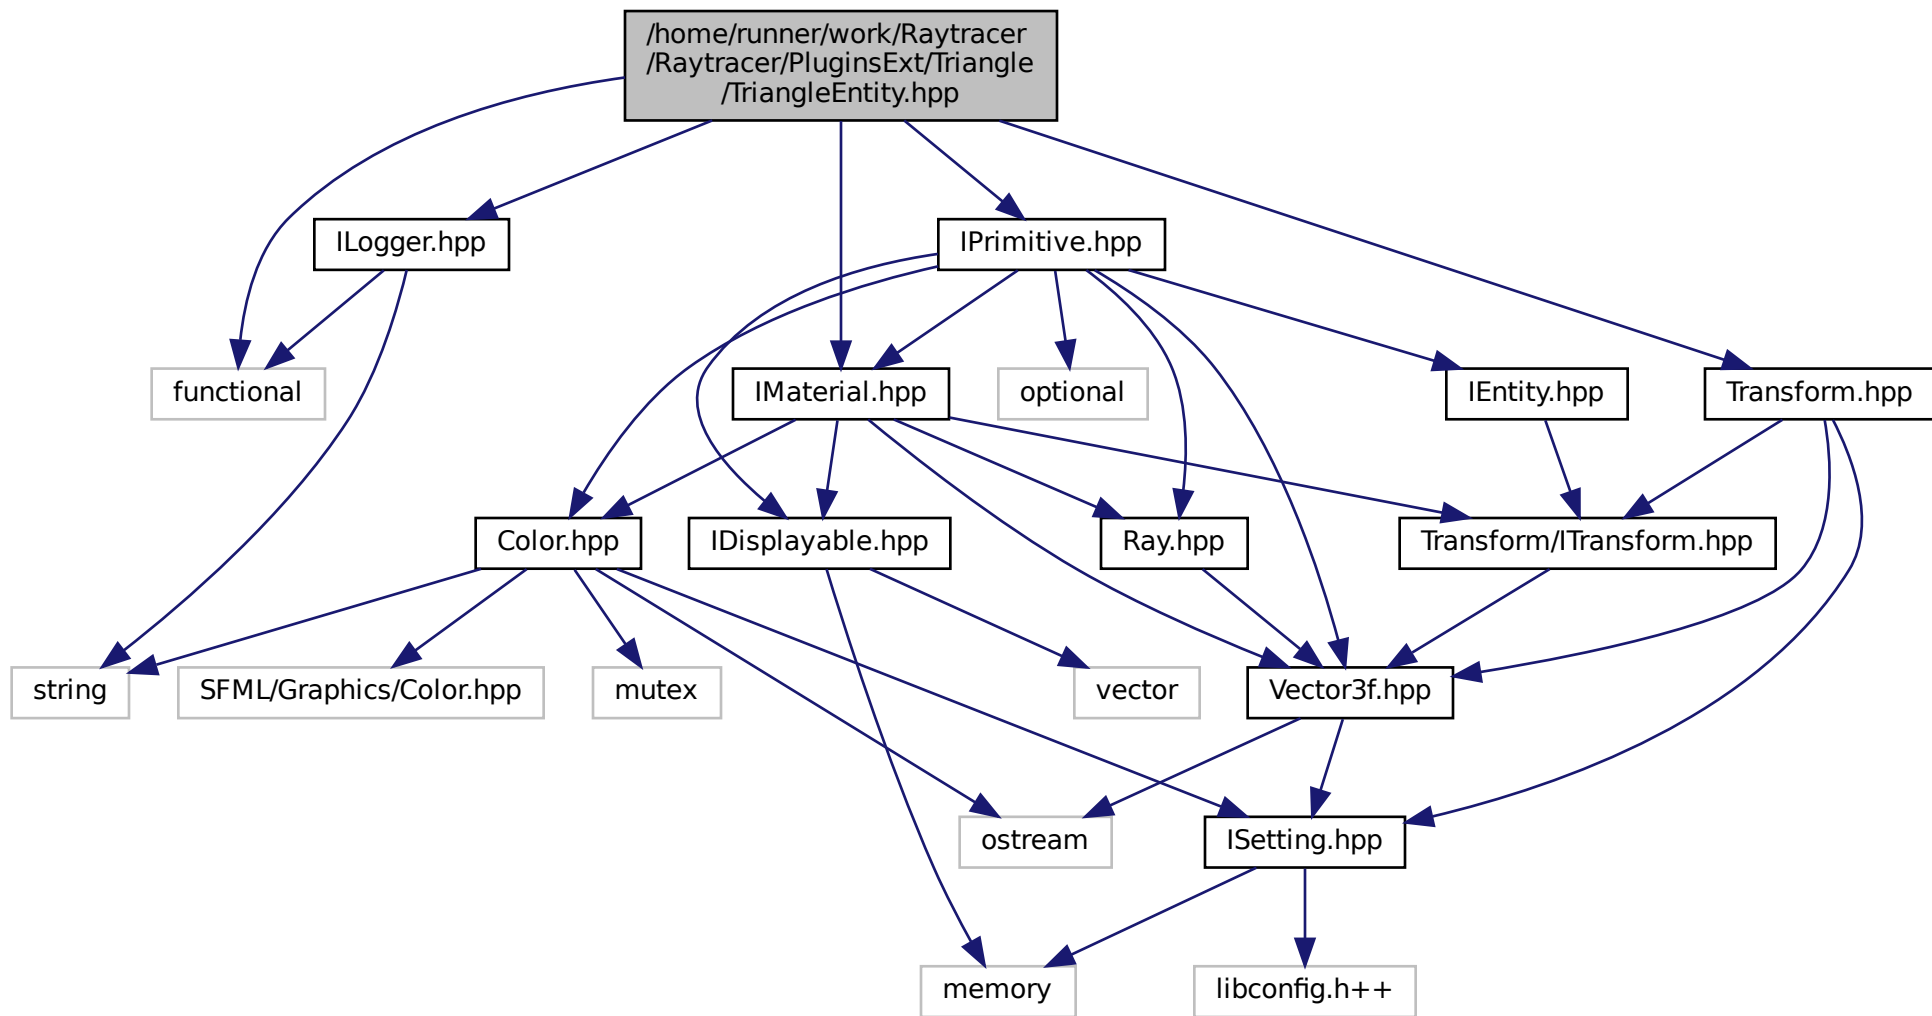 /home/runner/work/Raytracer
/Raytracer/PluginsExt/Triangle
/TriangleEntity.hpp
ILogger.hpp
IPrimitive.hpp
functional
IMaterial.hpp
optional
IEntity.hpp
Transform.hpp
Color.hpp
IDisplayable.hpp
Ray.hpp
Transform/ITransform.hpp
string
SFML/Graphics/Color.hpp
mutex
vector
Vector3f.hpp
ostream
ISetting.hpp
memory
libconfig.h++